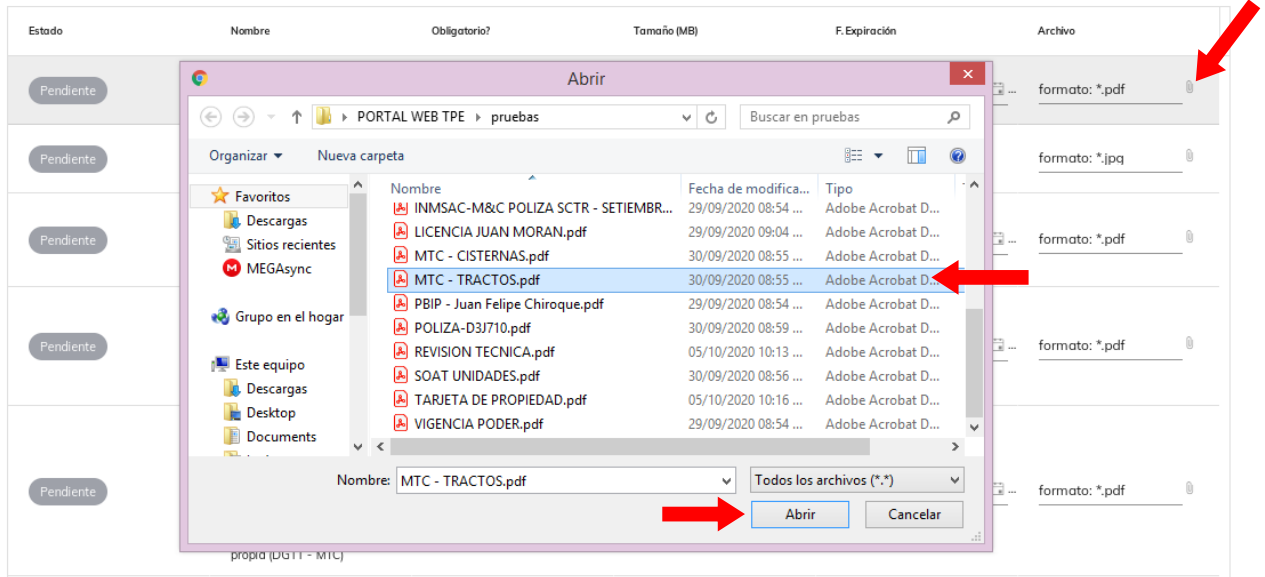 Estado Nombre Obligatorio? Tamaño (MB) F. Expiración Archivo
Abrir
Pendiente ... formato: *.pdf
PORTAL WEB TPE pruebas Buscar en pruebas
Organizar Nueva carpeta
Pendiente formato: *.jpg
Nombre Fecha de modifica... Tipo
Favoritos
INMSAC-M&C POLIZA SCTR - SETIEMBR... 29/09/2020 08:54 ... Adobe Acrobat D...
Descargas
LICENCIA JUAN MORAN.pdf 29/09/2020 09:04 ... Adobe Acrobat D...
Pendiente ... formato: *.pdf
Sitios recientes
MTC - CISTERNAS.pdf 30/09/2020 08:55 ... Adobe Acrobat D...
MEGAsync
MTC - TRACTOS.pdf 30/09/2020 08:55 ... Adobe Acrobat D...
PBIP - Juan Felipe Chiroque.pdf 29/09/2020 08:54 ... Adobe Acrobat D...
Grupo en el hogar
POLIZA-D3J710.pdf 30/09/2020 08:59 ... Adobe Acrobat D...
Pendiente ... formato: *.pdf
REVISION TECNICA.pdf 05/10/2020 10:13 ... Adobe Acrobat D...
Este equipo
SOAT UNIDADES.pdf 30/09/2020 08:56 ... Adobe Acrobat D...
Descargas
TARJETA DE PROPIEDAD.pdf 05/10/2020 10:16 ... Adobe Acrobat D...
Desktop
VIGENCIA PODER.pdf 29/09/2020 08:54 ... Adobe Acrobat D...
Documents
Nombre: MTC - TRACTOS.pdf Todos los archivos (*.*)
Pendiente ... formato: *.pdf
Abrir Cancelar
propia (DGTT - MTC)